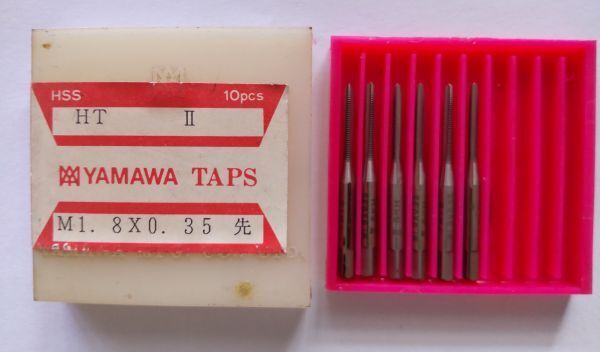 HSS 10pcs
HT II
YAMAWA TAPS
M1. 8X0. 35 先